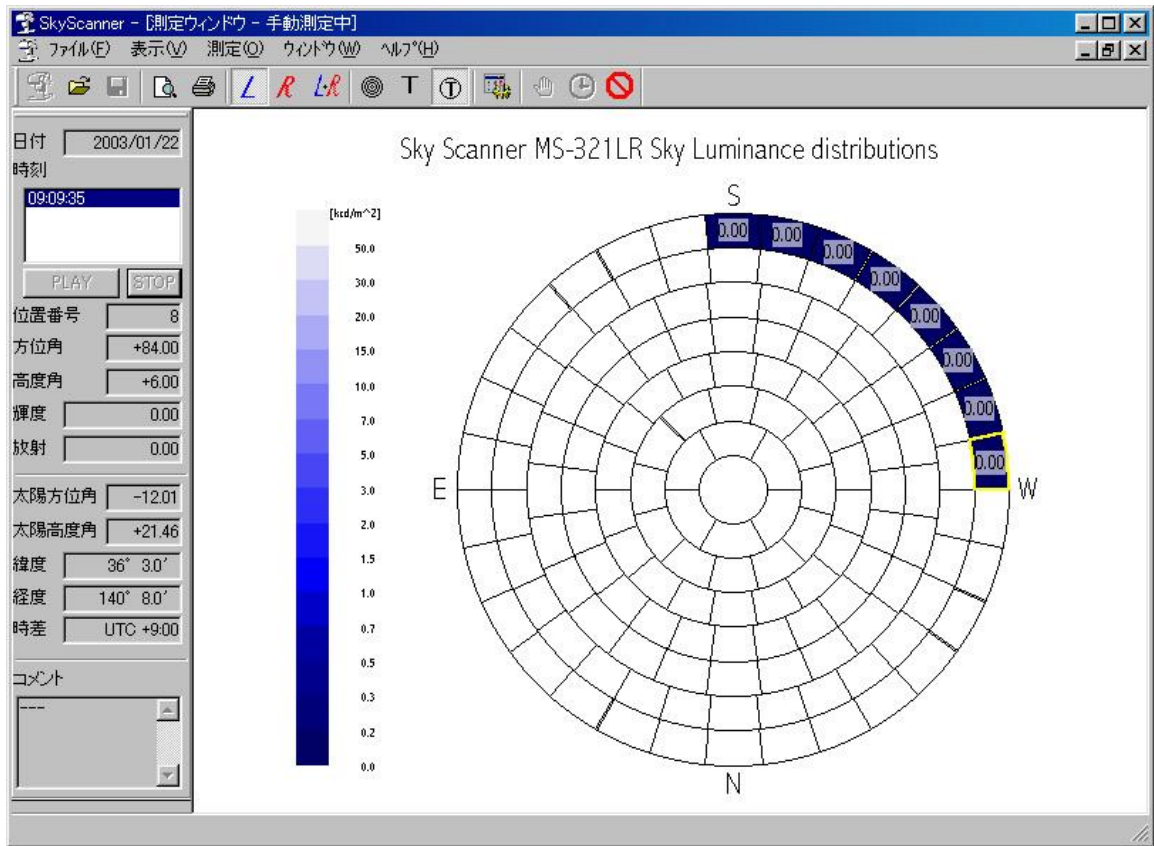 SkyScanner - [測定ウィンドウ - 手動測定中]
ファイル(F) 表示(V) 測定(O) ウィンドウ(W) ヘルプ(H)
L R L+R T T
日付 2003/01/22
時刻
09:09:35
PLAY STOP
位置番号 8
方位角 +84.00
高度角 +6.00
輝度 0.00
放射 0.00
太陽方位角 -12.01
太陽高度角 +21.46
緯度 36° 3.0′
経度 140° 8.0′
時差 UTC +9:00
コメント
---
Sky Scanner MS-321LR Sky Luminance distributions
[kcd/m^2]
50.0
30.0
20.0
15.0
10.0
7.0
5.0
3.0
2.0
1.5
1.0
0.7
0.5
0.3
0.2
0.0
S
0.00
0.00
0.00
0.00
0.00
0.00
0.00
0.00
E
W
N